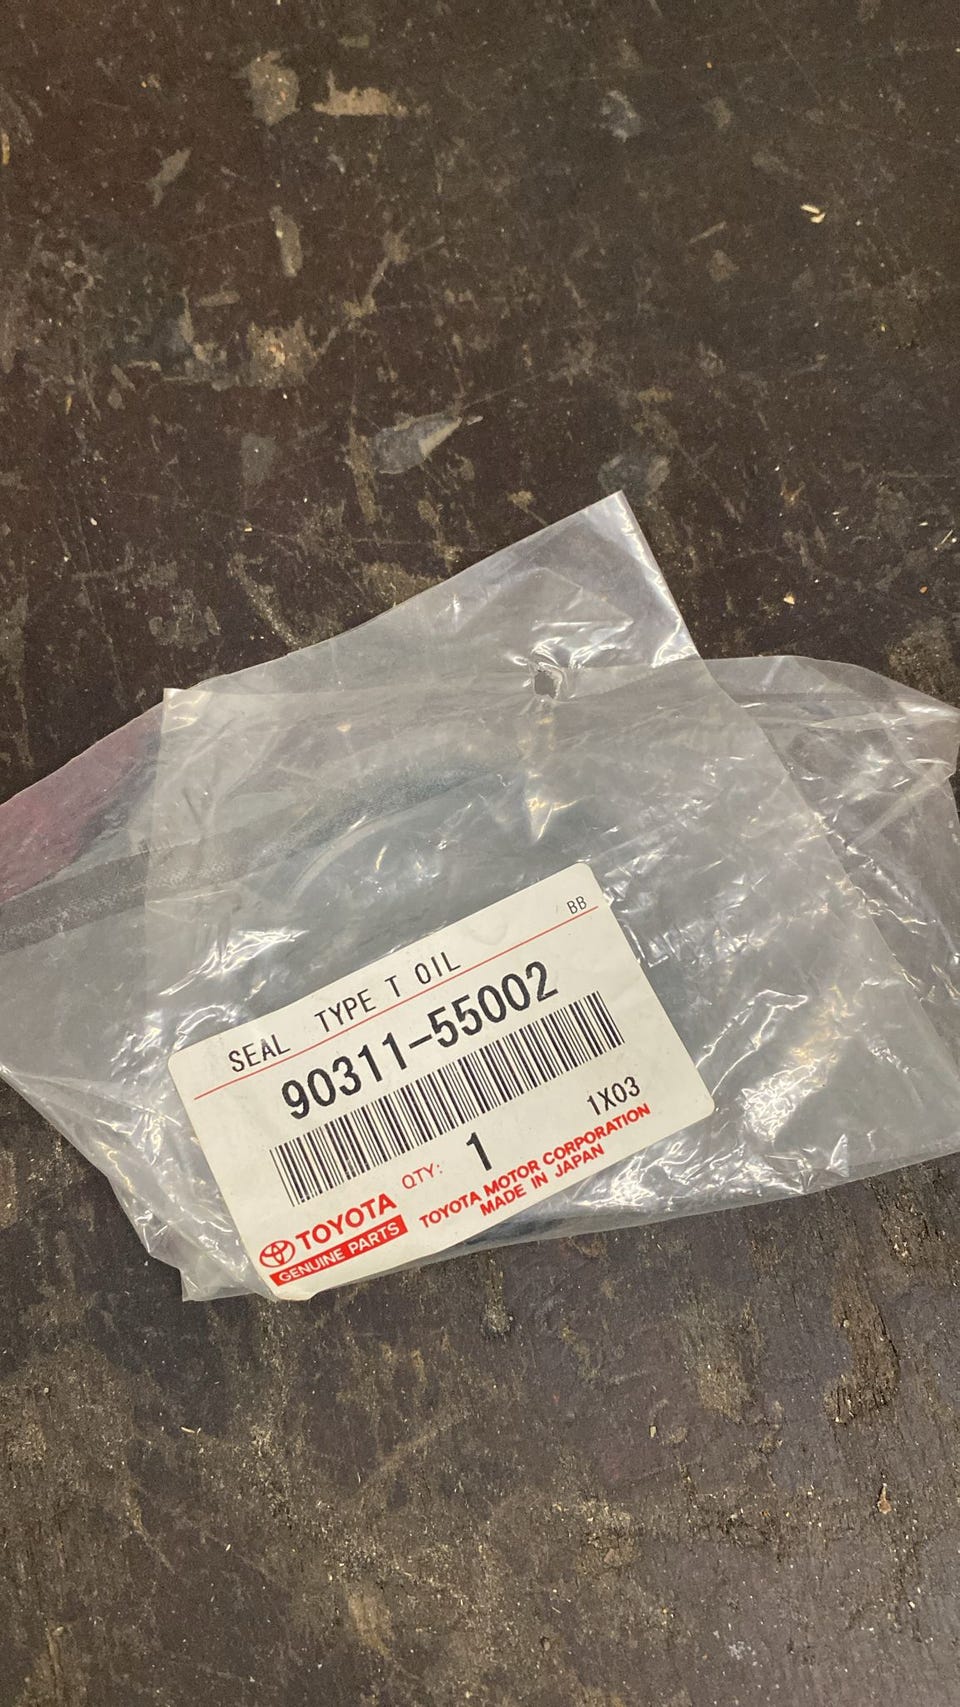 BB
SEAL TYPE T OIL
90311-55002
QTY: 1 1X03
TOYOTA TOYOTA MOTOR CORPORATION
GENUINE PARTS MADE IN JAPAN